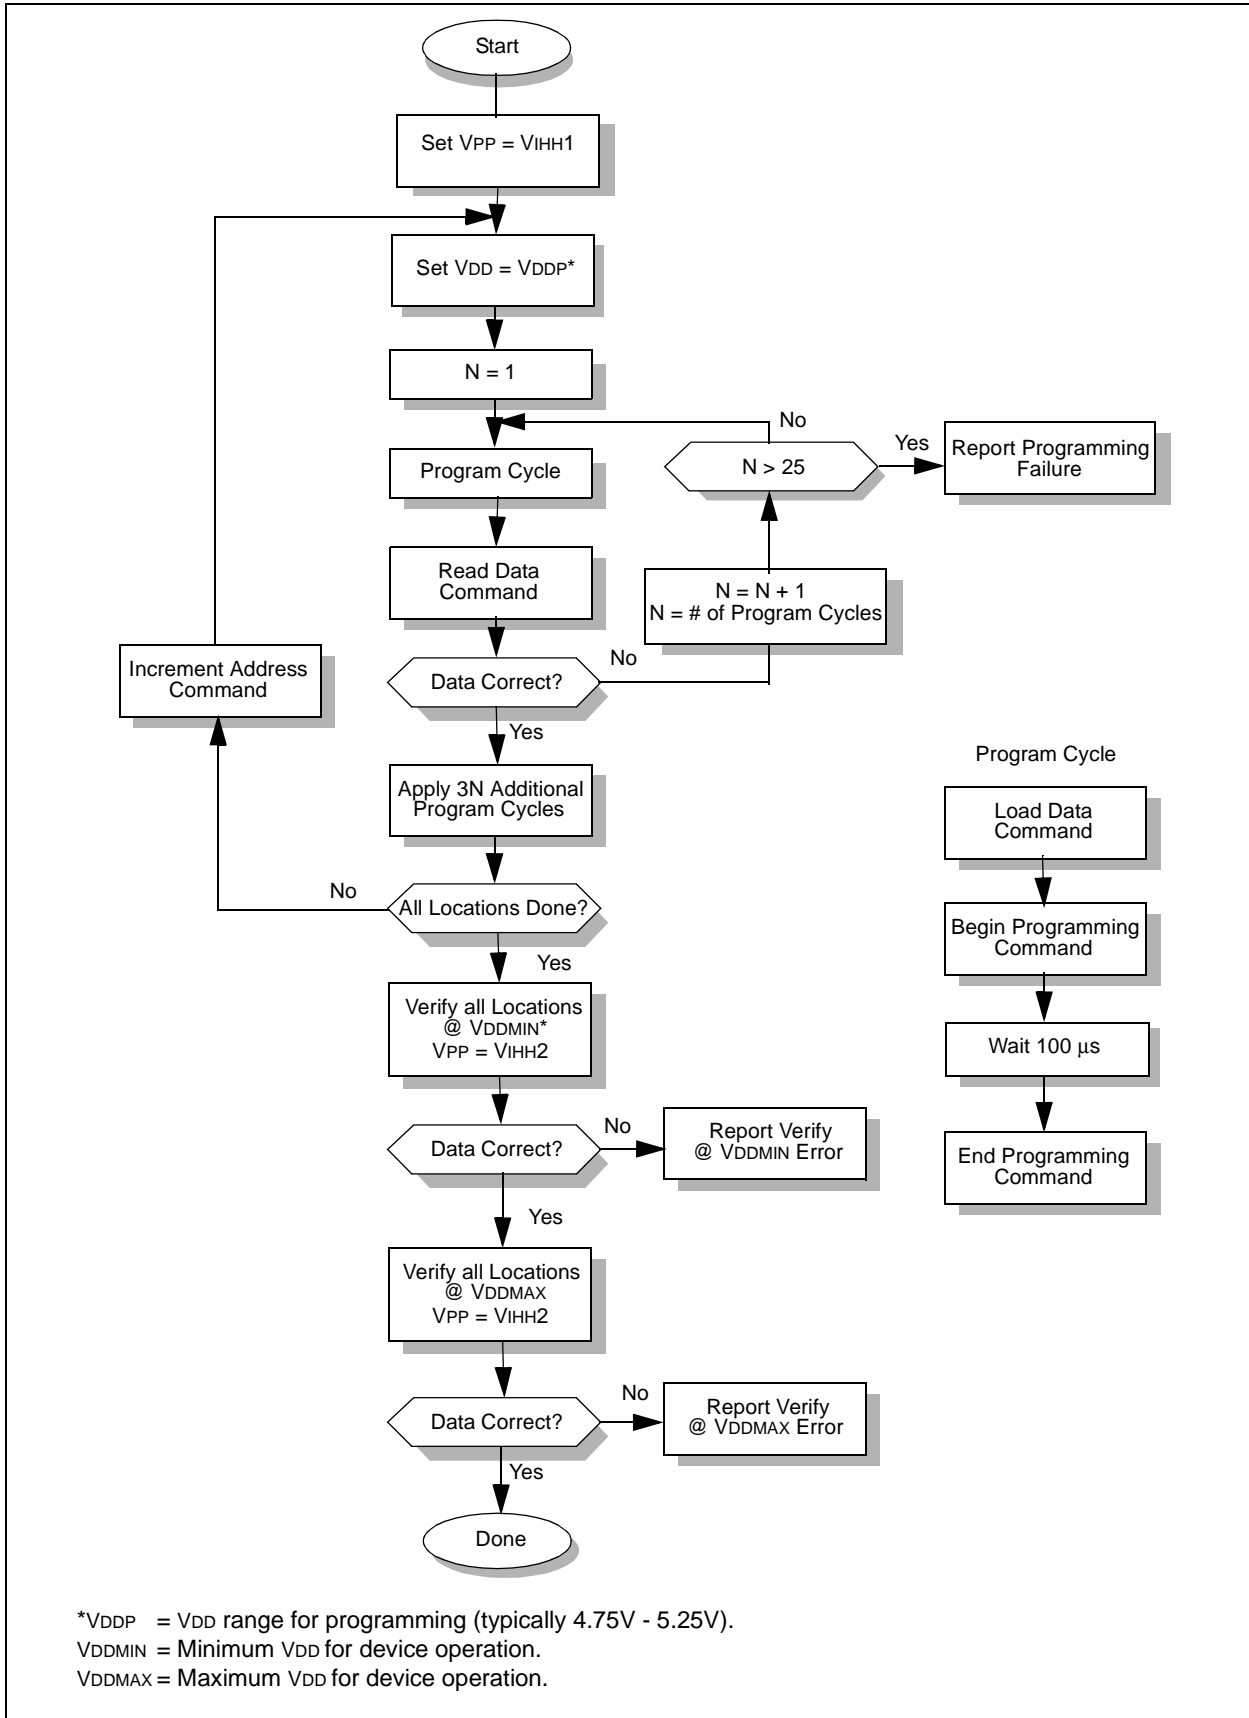 Start
Set VPP = VIHH1
Set VDD = VDDP*
N = 1
No
Program Cycle
N > 25
Yes
Report Programming
Failure
Read Data
Command
N = N + 1
N = # of Program Cycles
Increment Address
Command
Data Correct?
No
Yes
Apply 3N Additional
Program Cycles
No
All Locations Done?
Yes
Program Cycle
Load Data
Command
Begin Programming
Command
Wait 100 µs
End Programming
Command
Verify all Locations
@ VDDMIN*
VPP = VIHH2
Data Correct?
No
Report Verify
@ VDDMIN Error
Yes
Verify all Locations
@ VDDMAX
VPP = VIHH2
Data Correct?
No
Report Verify
@ VDDMAX Error
Yes
Done
*VDDP = VDD range for programming (typically 4.75V - 5.25V).
VDDMIN = Minimum VDD for device operation.
VDDMAX = Maximum VDD for device operation.